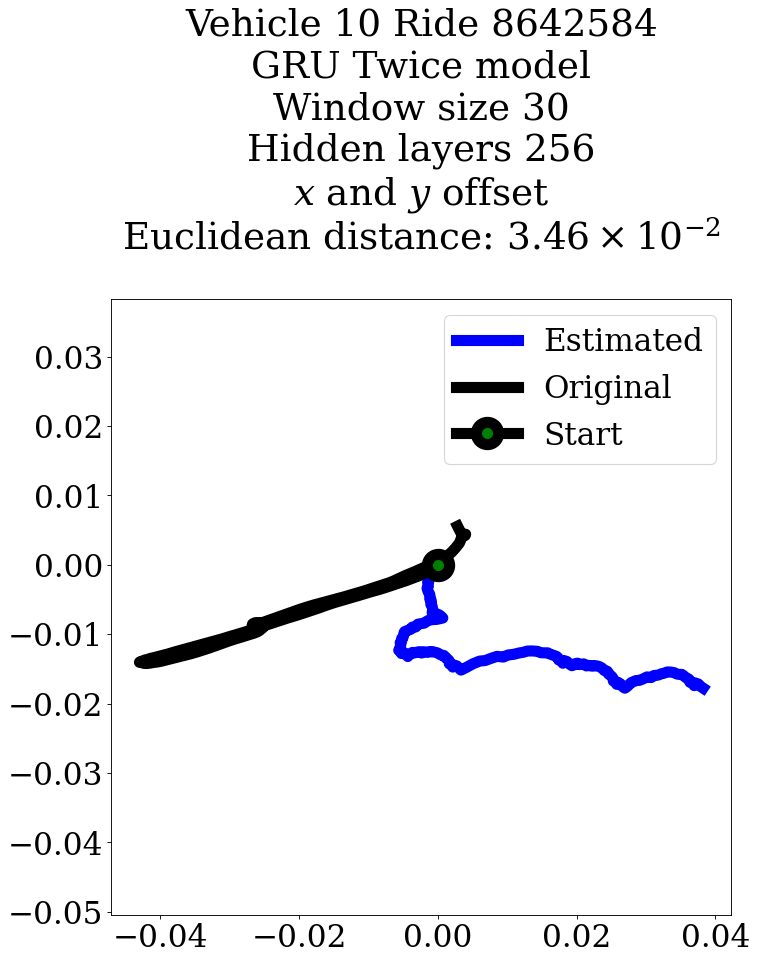 Vehicle 10 Ride 8642584
GRU Twice model
Window size 30
Hidden layers 256
x and y offset
Euclidean distance: 3.46 × 10⁻²
Estimated
Original
Start
0.03
0.02
0.01
0.00
−0.01
−0.02
−0.03
−0.04
−0.05
−0.04
−0.02
0.00
0.02
0.04